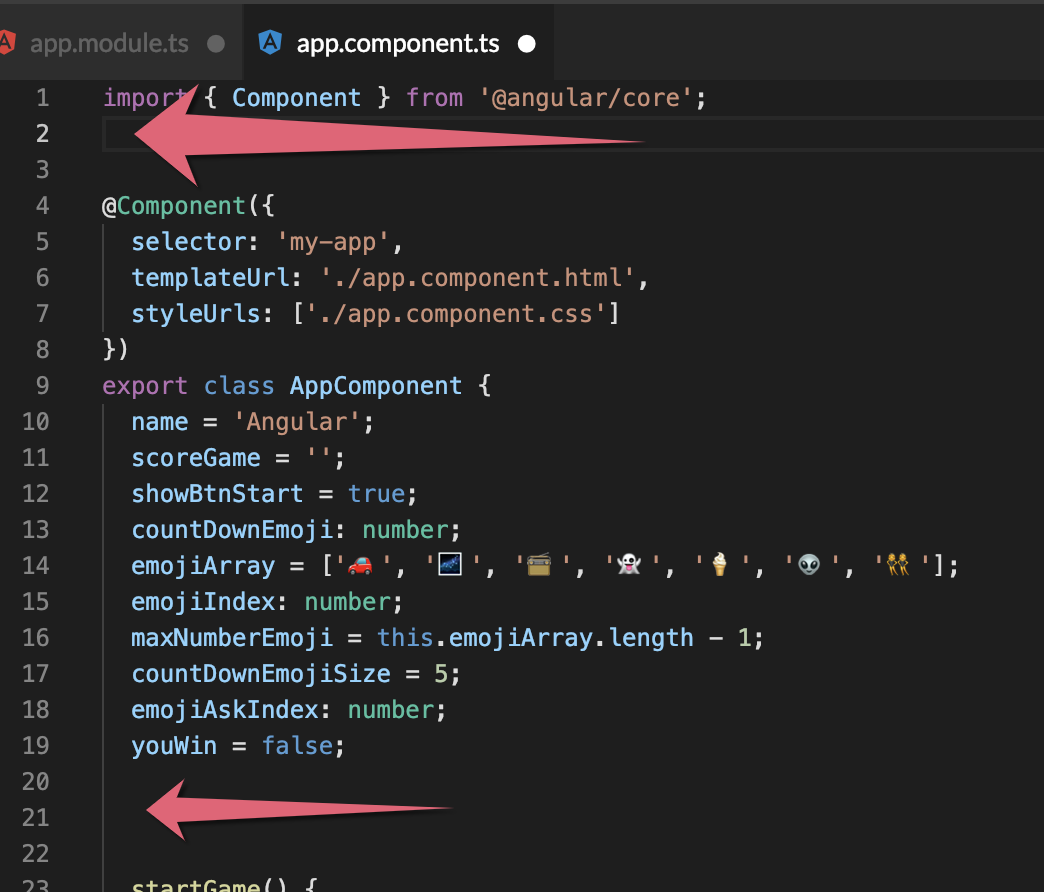 app.module.ts app.component.ts
1 import { Component } from '@angular/core';
2
3
4 @Component({
5 selector: 'my-app',
6 templateUrl: './app.component.html',
7 styleUrls: ['./app.component.css']
8 })
9 export class AppComponent {
10 name = 'Angular';
11 scoreGame = '';
12 showBtnStart = true;
13 countDownEmoji: number;
14 emojiArray = ['🚗 ', '🌌 ', '📻 ', '👻 ', '🍦 ', '👽 ', '👯 '];
15 emojiIndex: number;
16 maxNumberEmoji = this.emojiArray.length - 1;
17 countDownEmojiSize = 5;
18 emojiAskIndex: number;
19 youWin = false;
20
21
22
23 startGame() {